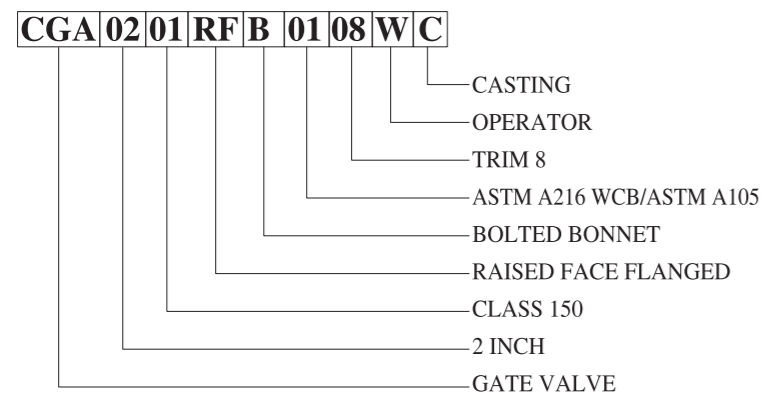 CGA 02 01 RF B 01 08 W C
CASTING
OPERATOR
TRIM 8
ASTM A216 WCB/ASTM A105
BOLTED BONNET
RAISED FACE FLANGED
CLASS 150
2 INCH
GATE VALVE